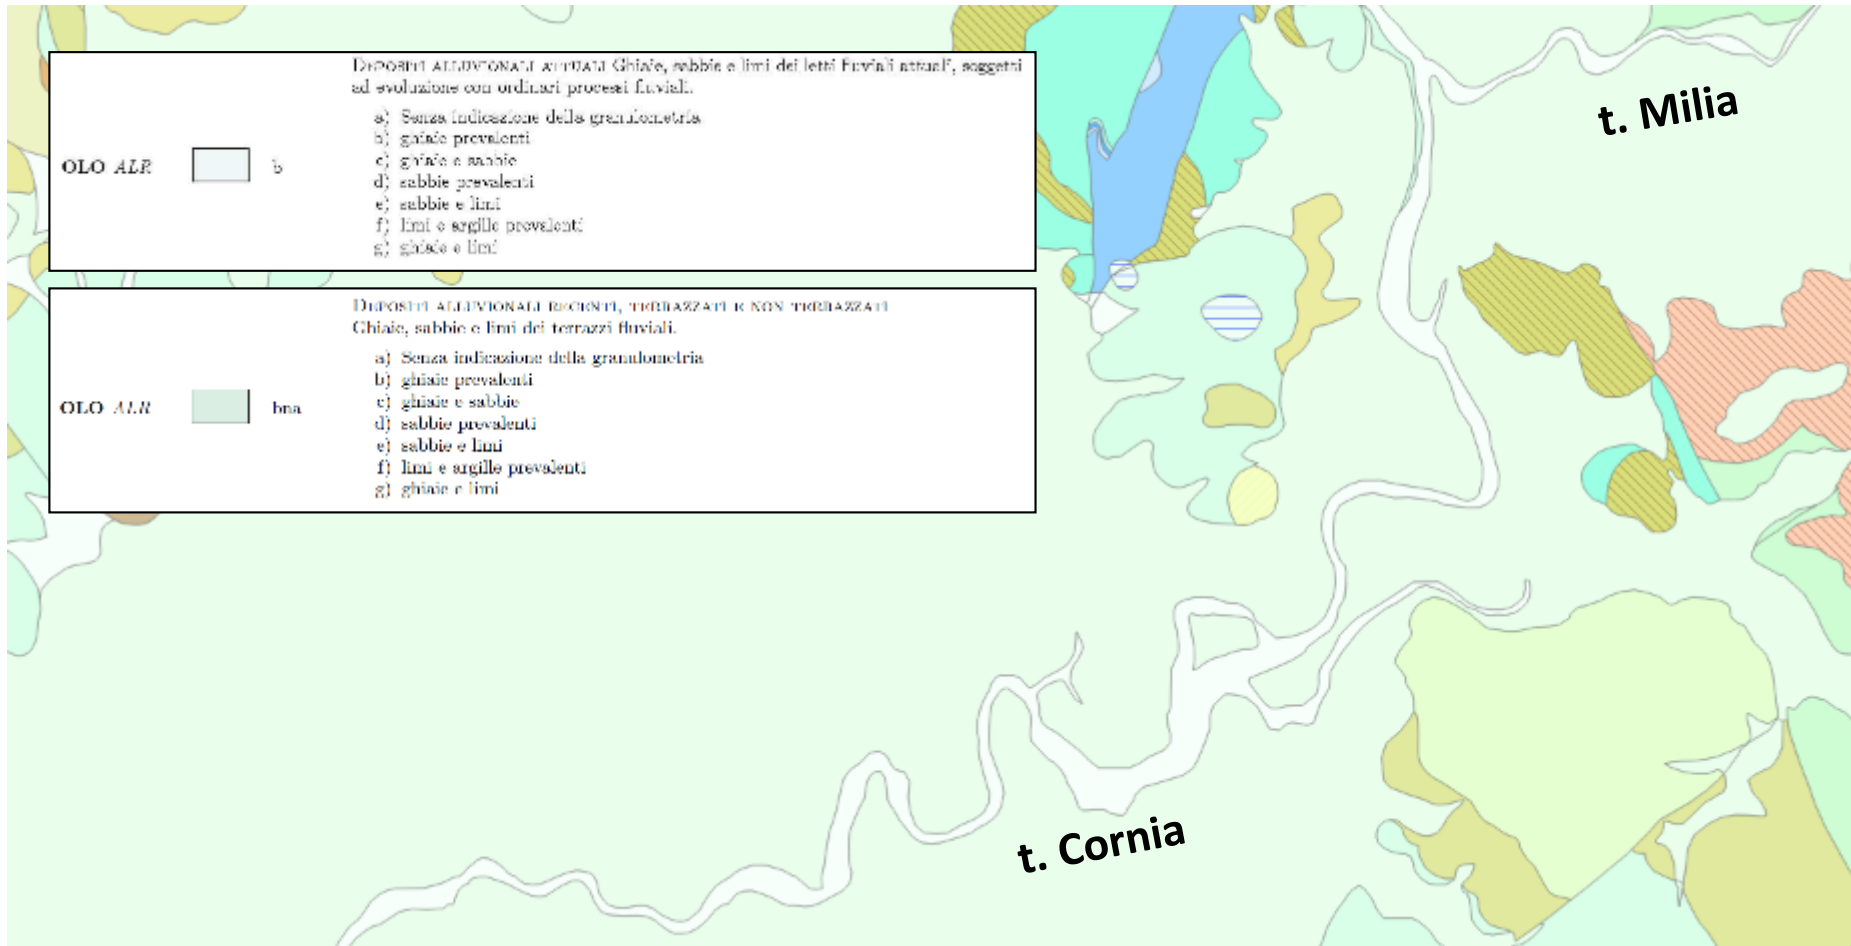 DEPOSITI ALLUVIONALI ATTUALI Ghiaie, sabbie e limi dei letti fluviali attuali, soggetti
ad evoluzione con ordinari processi fluviali.
a) Senza indicazione della granulometria
b) ghiaie prevalenti
c) ghiaie e sabbie
OLO ALR b
d) sabbie prevalenti
e) sabbie e limi
f) limi e argille prevalenti
g) ghiaie e limi
DEPOSITI ALLUVIONALI RECENTI, TERRAZZATI E NON TERRAZZATI
Ghiaie, sabbie e limi dei terrazzi fluviali.
a) Senza indicazione della granulometria
b) ghiaie prevalenti
c) ghiaie e sabbie
OLO ALR bna
d) sabbie prevalenti
e) sabbie e limi
f) limi e argille prevalenti
g) ghiaie e limi
t. Milia
t. Cornia